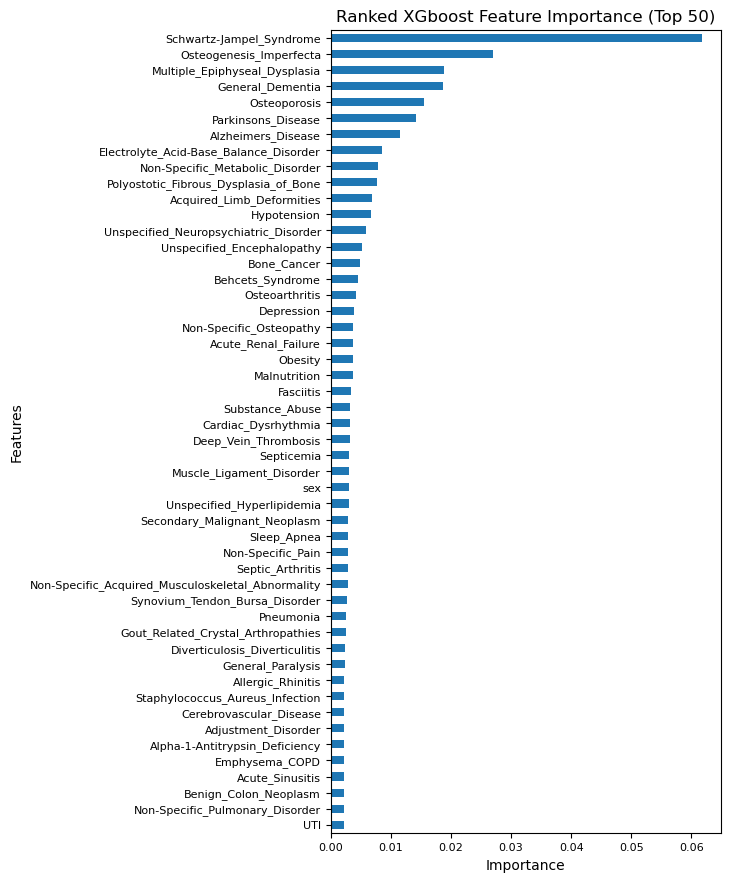 Ranked XGboost Feature Importance (Top 50)
Schwartz-Jampel_Syndrome
Osteogenesis_Imperfecta
Multiple_Epiphyseal_Dysplasia
General_Dementia
Osteoporosis
Parkinsons_Disease
Alzheimers_Disease
Electrolyte_Acid-Base_Balance_Disorder
Non-Specific_Metabolic_Disorder
Polyostotic_Fibrous_Dysplasia_of_Bone
Acquired_Limb_Deformities
Hypotension
Unspecified_Neuropsychiatric_Disorder
Unspecified_Encephalopathy
Bone_Cancer
Behcets_Syndrome
Osteoarthritis
Depression
Non-Specific_Osteopathy
Acute_Renal_Failure
Obesity
Malnutrition
Fasciitis
Substance_Abuse
Cardiac_Dysrhythmia
Deep_Vein_Thrombosis
Septicemia
Muscle_Ligament_Disorder
sex
Unspecified_Hyperlipidemia
Secondary_Malignant_Neoplasm
Sleep_Apnea
Non-Specific_Pain
Septic_Arthritis
Non-Specific_Acquired_Musculoskeletal_Abnormality
Synovium_Tendon_Bursa_Disorder
Pneumonia
Gout_Related_Crystal_Arthropathies
Diverticulosis_Diverticulitis
General_Paralysis
Allergic_Rhinitis
Staphylococcus_Aureus_Infection
Cerebrovascular_Disease
Adjustment_Disorder
Alpha-1-Antitrypsin_Deficiency
Emphysema_COPD
Acute_Sinusitis
Benign_Colon_Neoplasm
Non-Specific_Pulmonary_Disorder
UTI
Features
0.00 0.01 0.02 0.03 0.04 0.05 0.06
Importance